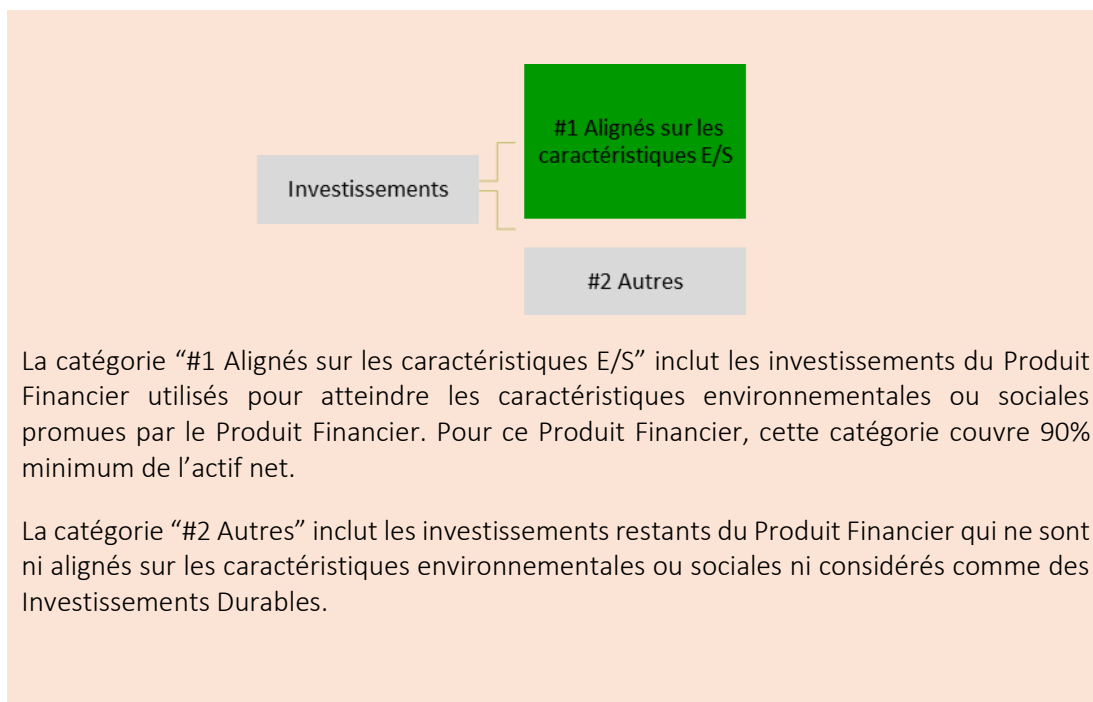 #1 Alignés sur les
caractéristiques E/S
Investissements
#2 Autres
La catégorie “#1 Alignés sur les caractéristiques E/S” inclut les investissements du Produit
Financier utilisés pour atteindre les caractéristiques environnementales ou sociales
promues par le Produit Financier. Pour ce Produit Financier, cette catégorie couvre 90%
minimum de l’actif net.
La catégorie “#2 Autres” inclut les investissements restants du Produit Financier qui ne sont
ni alignés sur les caractéristiques environnementales ou sociales ni considérés comme des
Investissements Durables.